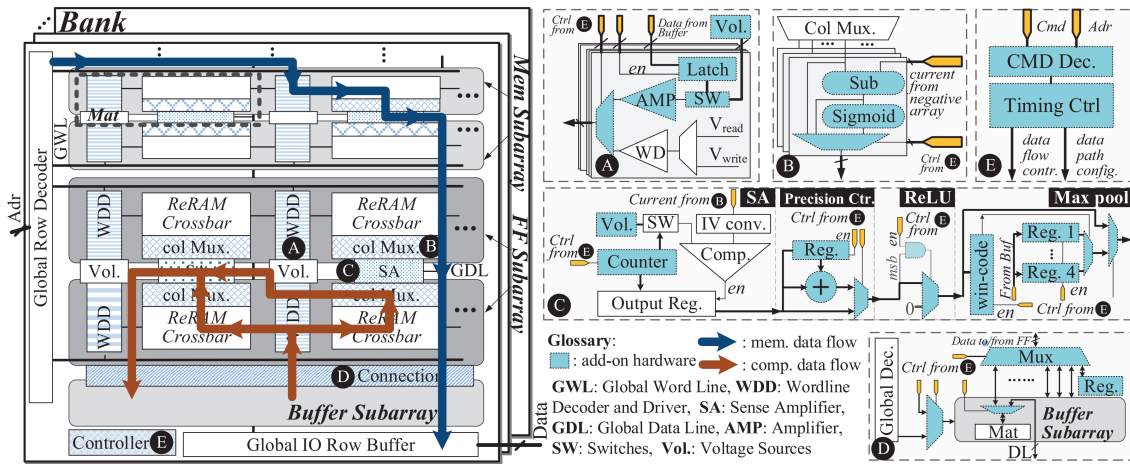 Bank
Adr
Global Row Decoder
GWL
Mat
Mem Subarray
FF Subarray
WDD
WDD
ReRAM
Crossbar
ReRAM
Crossbar
A
col Mux.
col Mux.
B
Vol.
Vol.
C
SA
GDL
col Mux.
col Mux.
WDD
WDD
ReRAM
Crossbar
ReRAM
Crossbar
D Connection
Buffer Subarray
Controller E
Global IO Row Buffer
Data
Ctrl
from E
Data from
Buffer
Vol.
en
Latch
AMP
SW
WD
Vread
Vwrite
A
Col Mux.
Ctrl
from E
Sub
Sigmoid
current
from
negative
array
Ctrl
from E
B
Cmd
Adr
CMD Dec.
Timing Ctrl
data
flow
contr.
data
path
config.
E
Current from B
SA
Vol.
SW
IV conv.
Ctrl
from E
Counter
Comp.
en
Output Reg.
C
Precision Ctr.
Ctrl from E
en
Reg.
+
ReLU
Ctrl
from E
en
msb
0
Max pool
win-code
en
From Buf
Reg. 1
Reg. 4
en
Ctrl from E
Glossary:
: add-on hardware
: mem. data flow
: comp. data flow
GWL: Global Word Line, WDD: Wordline
Decoder and Driver, SA: Sense Amplifier,
GDL: Global Data Line, AMP: Amplifier,
SW: Switches, Vol.: Voltage Sources
Global Dec.
Data to/from FF
Ctrl from E
Mux
Reg.
Buffer
Subarray
Mat
DL
D